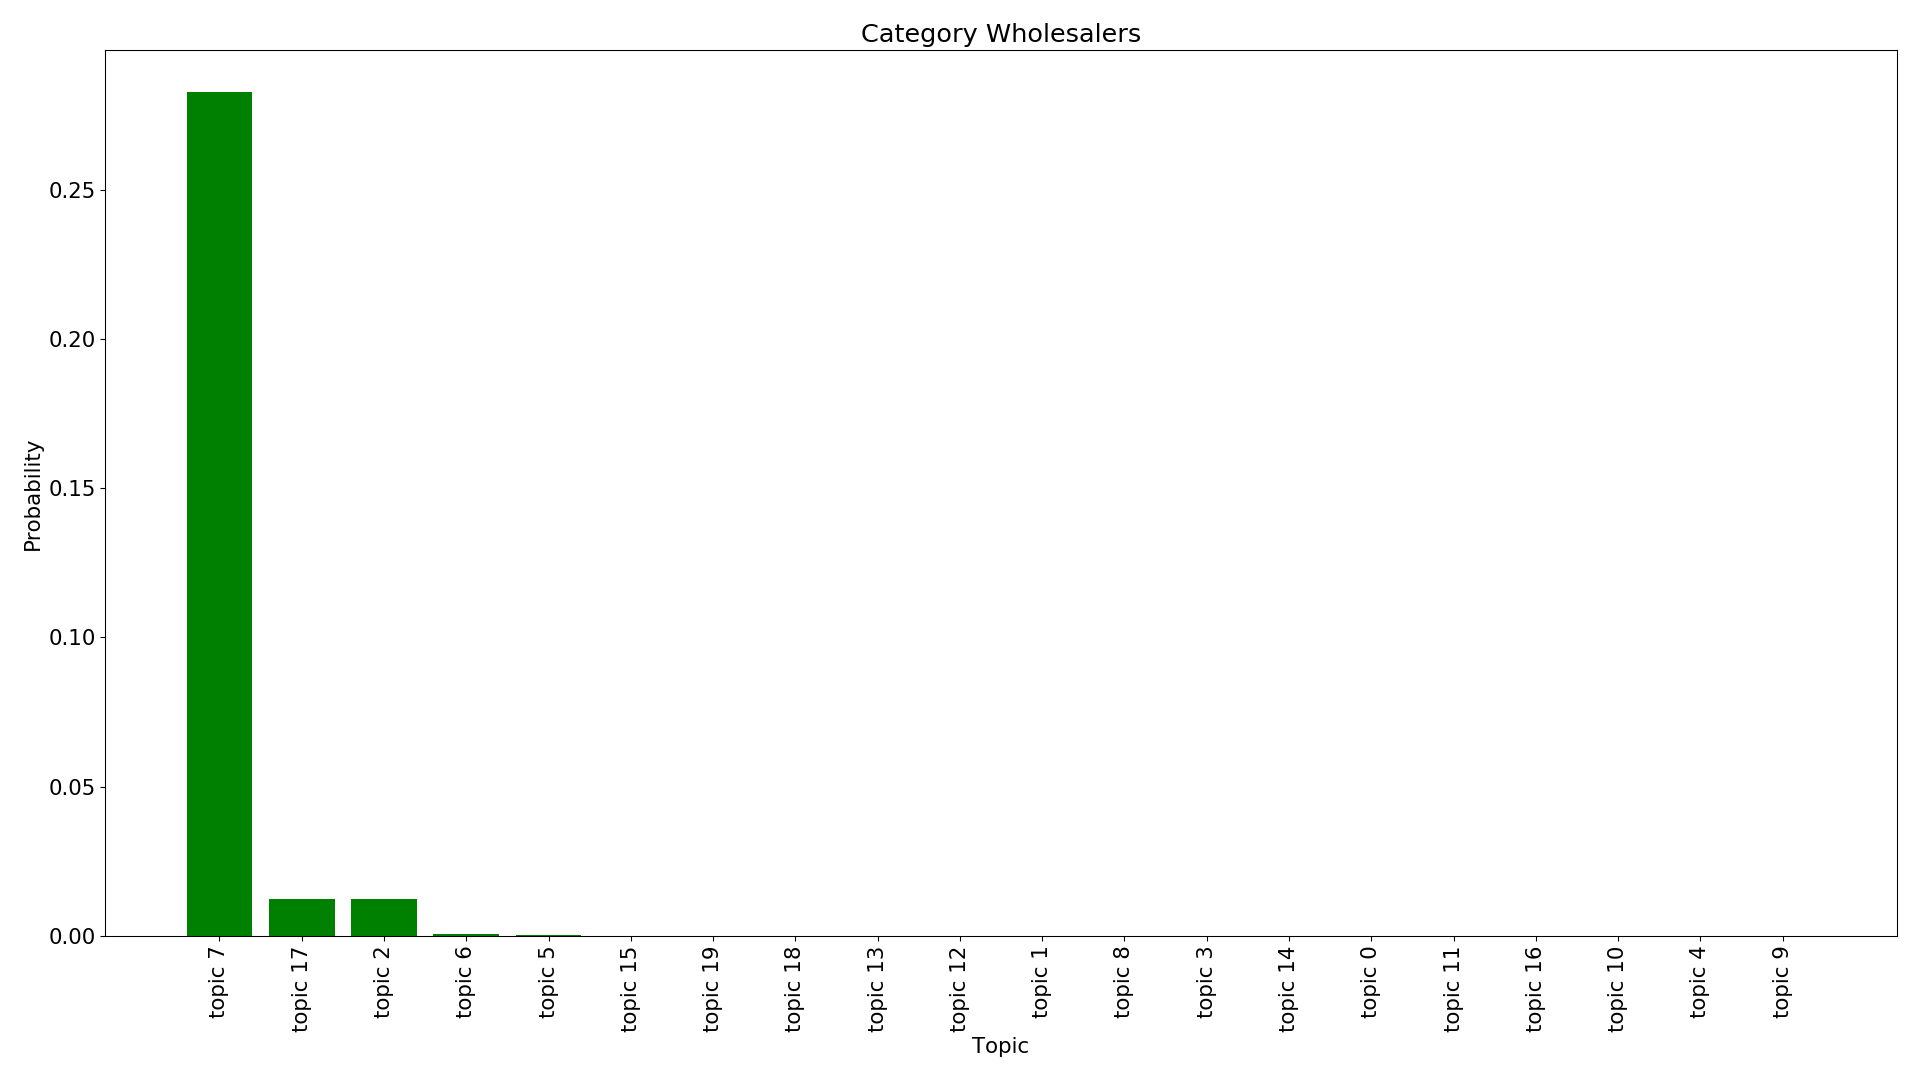 Category Wholesalers
Probability
0.25
0.20
0.15
0.10
0.05
0.00
topic 7
topic 17
topic 2
topic 6
topic 5
topic 15
topic 19
topic 18
topic 13
topic 12
topic 1
topic 8
topic 3
topic 14
topic 0
topic 11
topic 16
topic 10
topic 4
topic 9
Topic